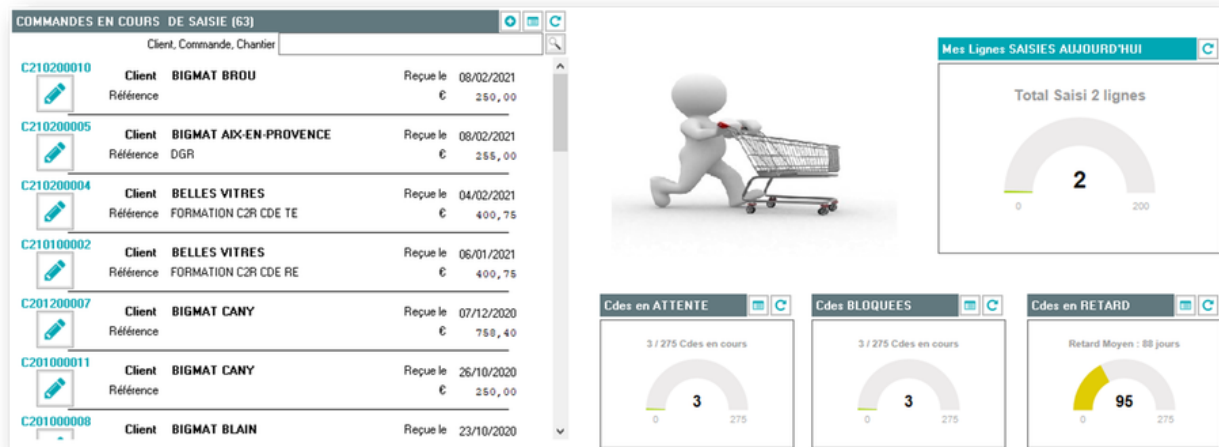 COMMANDES EN COURS DE SAISIE (63)
Client, Commande, Chantier
C210200010
Client BIGMAT BROU Reçue le 08/02/2021
Référence € 250,00
C210200005
Client BIGMAT AIX-EN-PROVENCE Reçue le 08/02/2021
Référence DGR € 255,00
C210200004
Client BELLES VITRES Reçue le 04/02/2021
Référence FORMATION C2R CDE TE € 400,75
C210100002
Client BELLES VITRES Reçue le 06/01/2021
Référence FORMATION C2R CDE RE € 400,75
C201200007
Client BIGMAT CANY Reçue le 07/12/2020
Référence € 758,40
C201000011
Client BIGMAT CANY Reçue le 26/10/2020
Référence € 250,00
C201000008
Client BIGMAT BLAIN Reçue le 23/10/2020
Mes Lignes SAISIES AUJOURD'HUI
Total Saisi 2 lignes
2
0 200
Cdes en ATTENTE
3 / 275 Cdes en cours
3
0 275
Cdes BLOQUEES
3 / 275 Cdes en cours
3
0 275
Cdes en RETARD
Retard Moyen : 88 jours
95
0 275